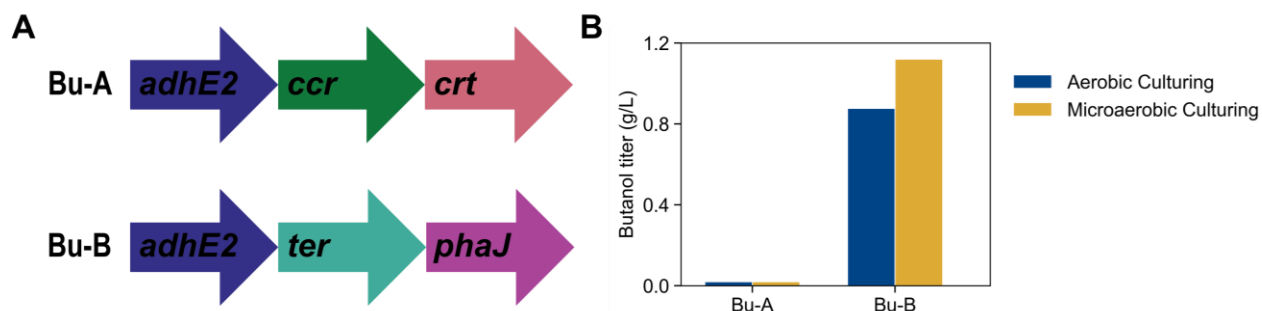 A
Bu-A adhE2 ccr crt
Bu-B adhE2 ter phaJ
B
Butanol titer (g/L)
1.2
0.8
0.4
0.0
Bu-A Bu-B
Aerobic Culturing
Microaerobic Culturing